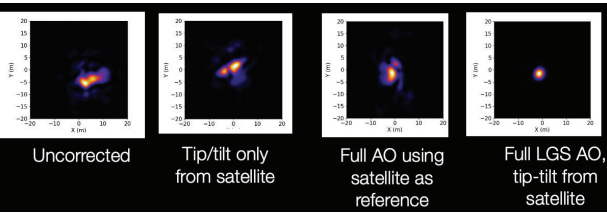 20
15
10
5
0
−5
−10
−15
−20
Y (m)
−20 −10 0 10 20
X (m)
20
15
10
5
0
−5
−10
−15
−20
Y (m)
−20 −10 0 10 20
X (m)
20
15
10
5
0
−5
−10
−15
−20
Y (m)
−20 −10 0 10 20
X (m)
20
15
10
5
0
−5
−10
−15
−20
Y (m)
−20 −10 0 10 20
X (m)
Uncorrected
Tip/tilt only
from satellite
Full AO using
satellite as
reference
Full LGS AO,
tip-tilt from
satellite